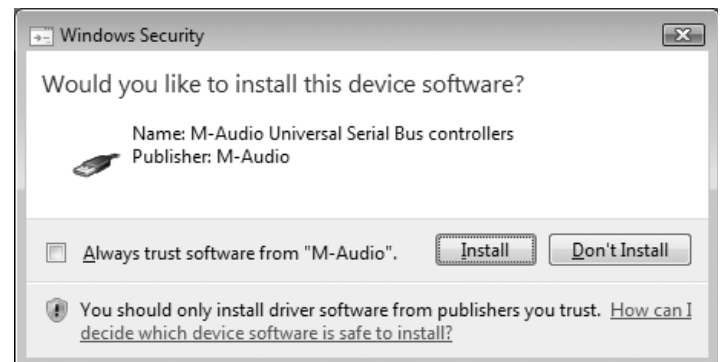 Windows Security
Would you like to install this device software?
Name: M-Audio Universal Serial Bus controllers
Publisher: M-Audio
Always trust software from "M-Audio".
Install
Don't Install
You should only install driver software from publishers you trust. How can I
decide which device software is safe to install?